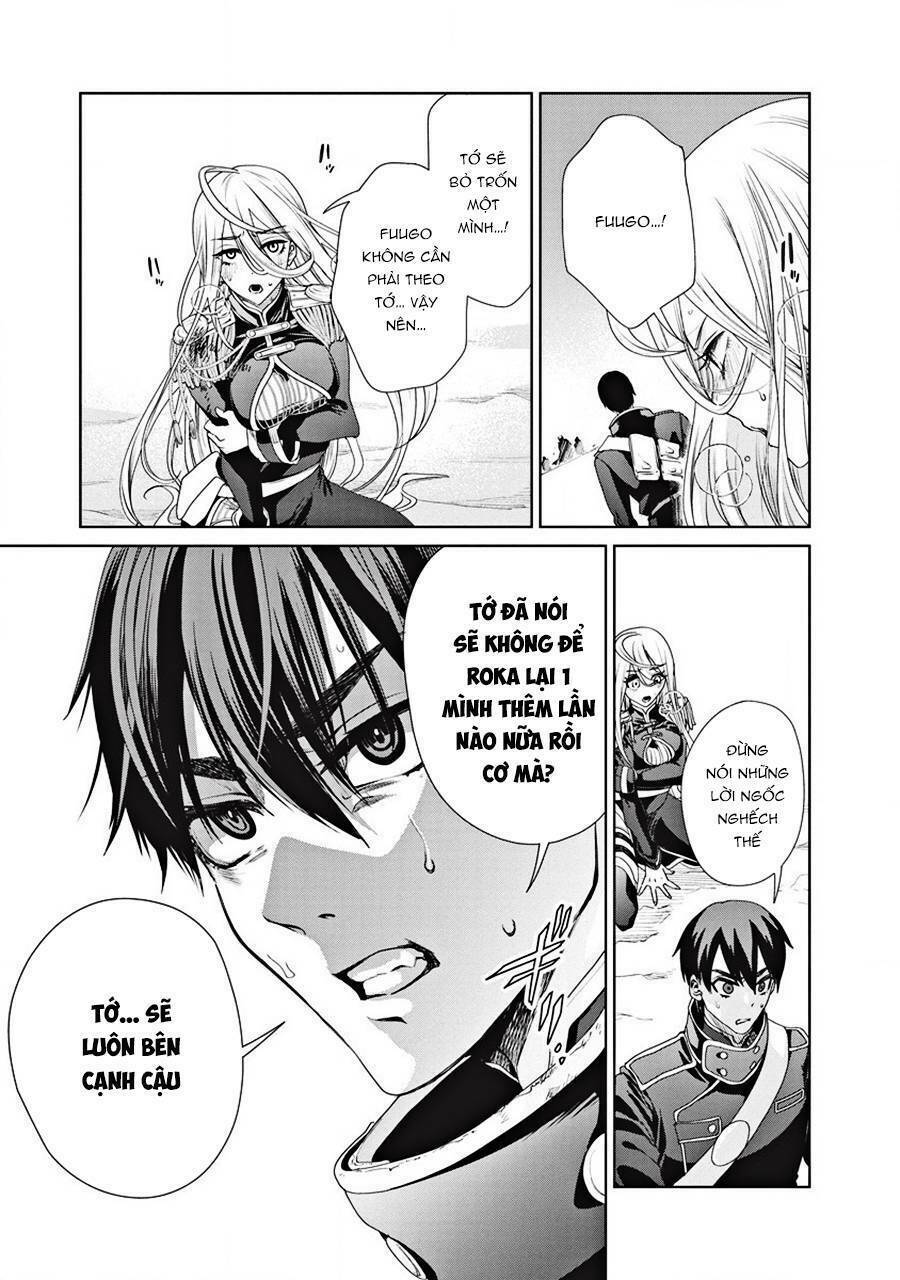 FUUGO...!
TỚ SẼ
BỎ TRỐN
MỘT
MÌNH...!
FUUGO
KHÔNG CẦN
PHẢI THEO
TỚ... VẬY
NÊN...
ĐỪNG
NÓI NHỮNG
LỜI NGỐC
NGHẾCH
THẾ
TỚ ĐÃ NÓI
SẼ KHÔNG ĐỂ
ROKA LẠI 1
MÌNH THÊM LẦN
NÀO NỮA RỒI
CƠ MÀ?
TỚ... SẼ
LUÔN BÊN
CẠNH CẬU